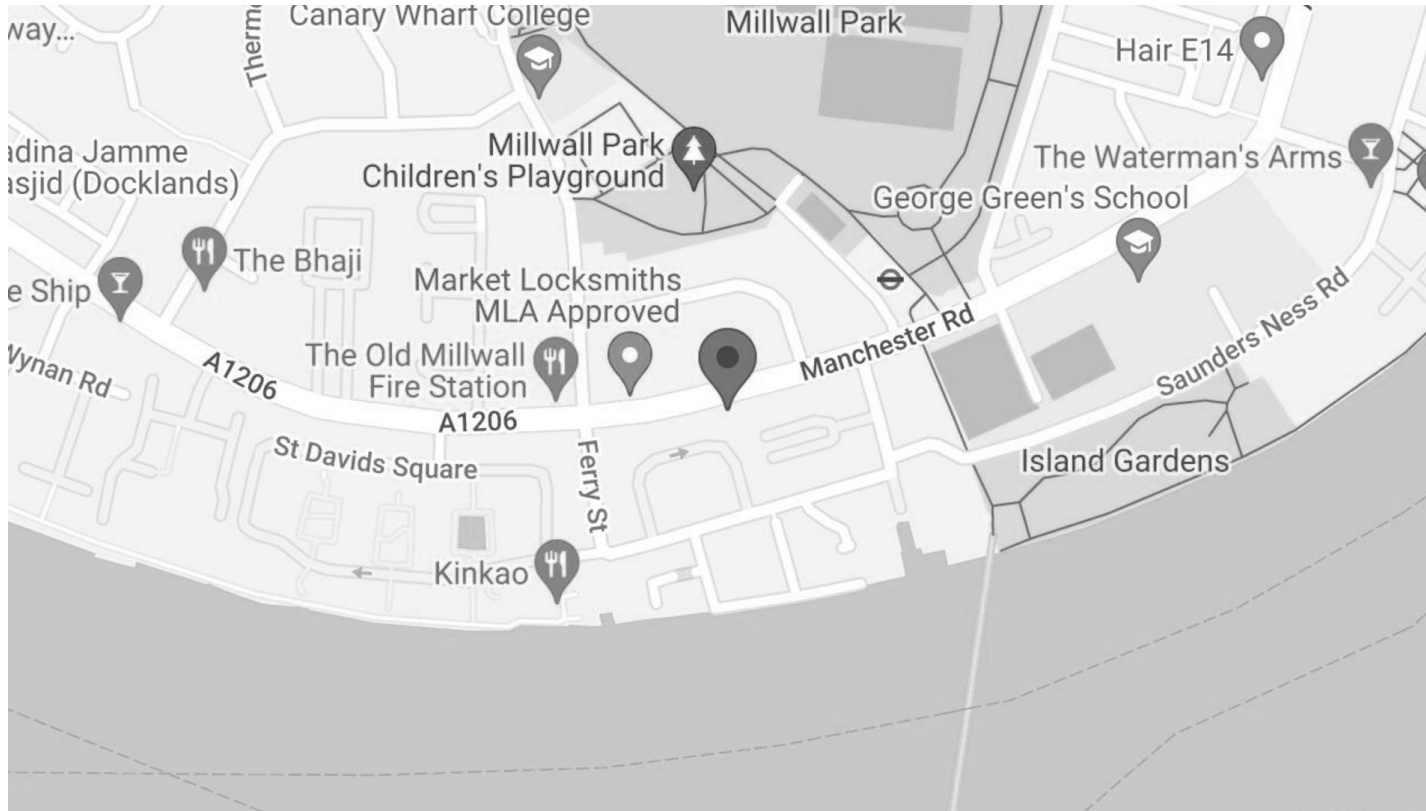 way...
Thermo
Canary Wharf College
Millwall Park
Hair E14
Millwall Park
Children's Playground
adina Jamme
asjid (Docklands)
The Waterman's Arms
George Green's School
The Bhaji
e Ship
Market Locksmiths
MLA Approved
The Old Millwall
Fire Station
Manchester Rd
Saunders Ness Rd
Wynan Rd
A1206
A1206
St Davids Square
Ferry St
Island Gardens
Kinkao